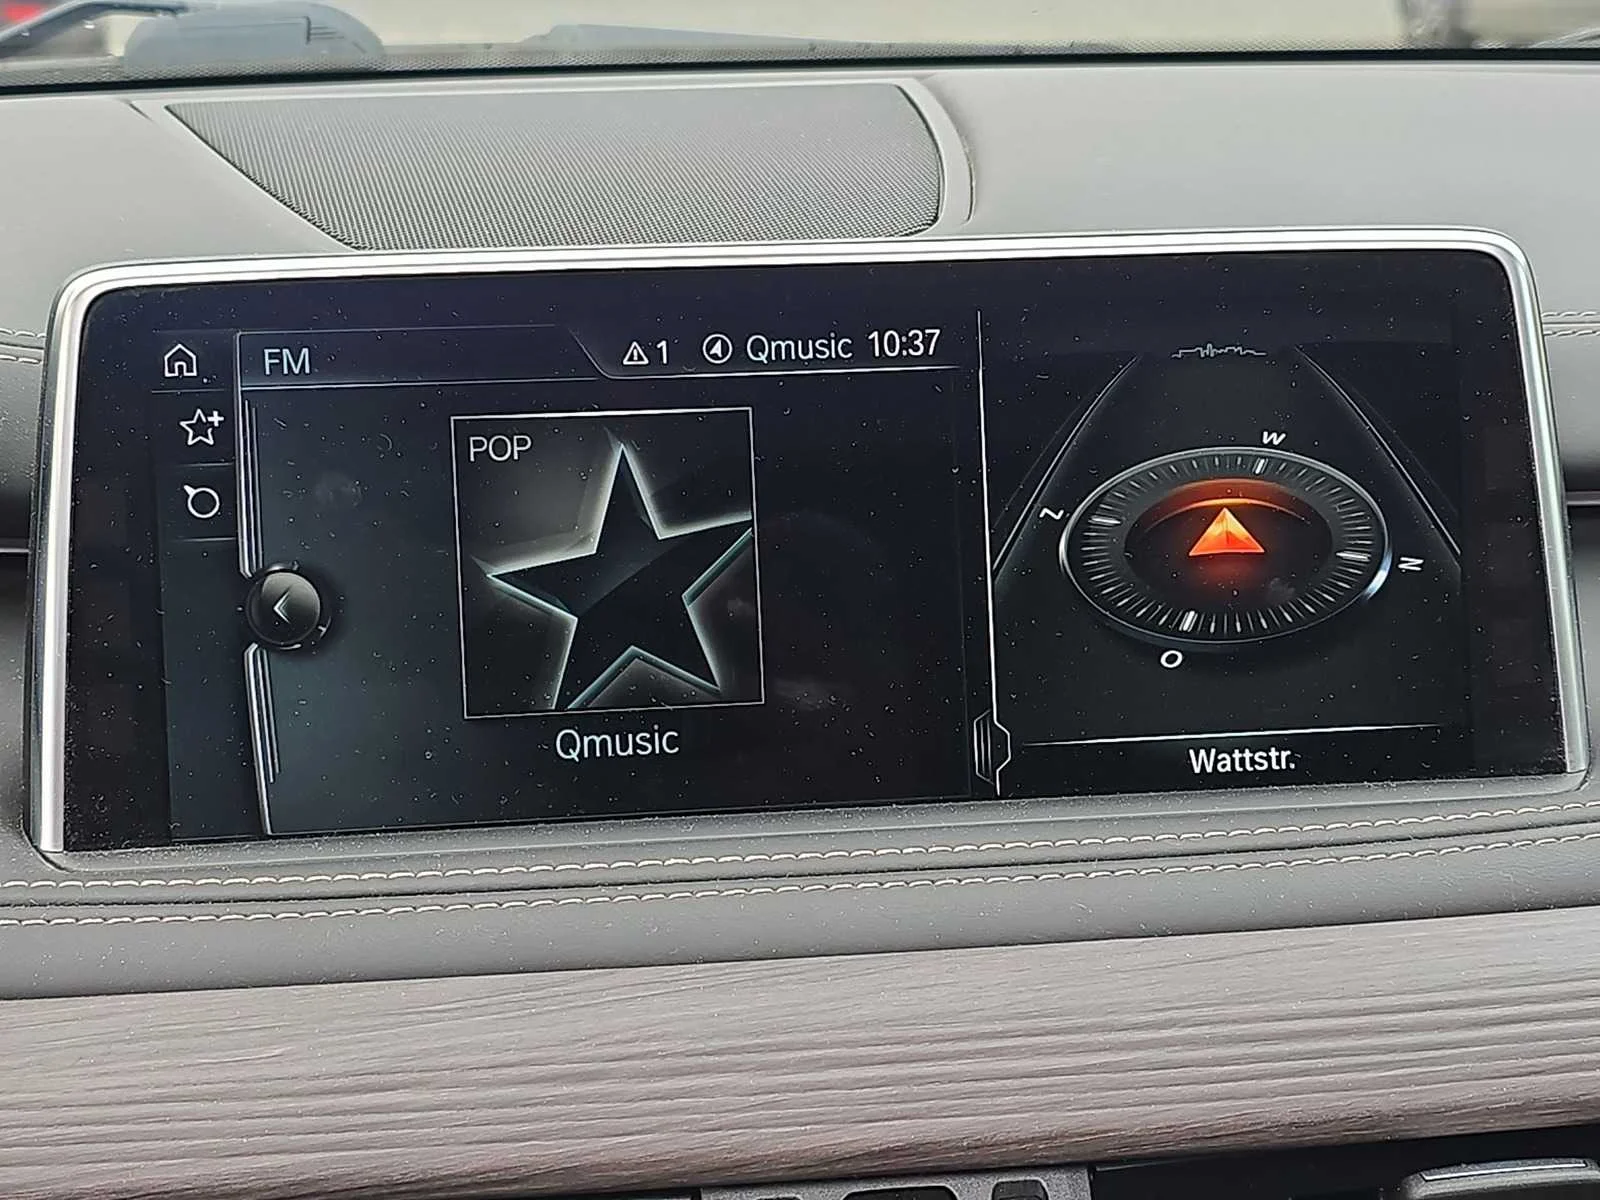 FM
1 Qmusic 10:37
POP
Qmusic
W
Z
N
O
Wattstr.